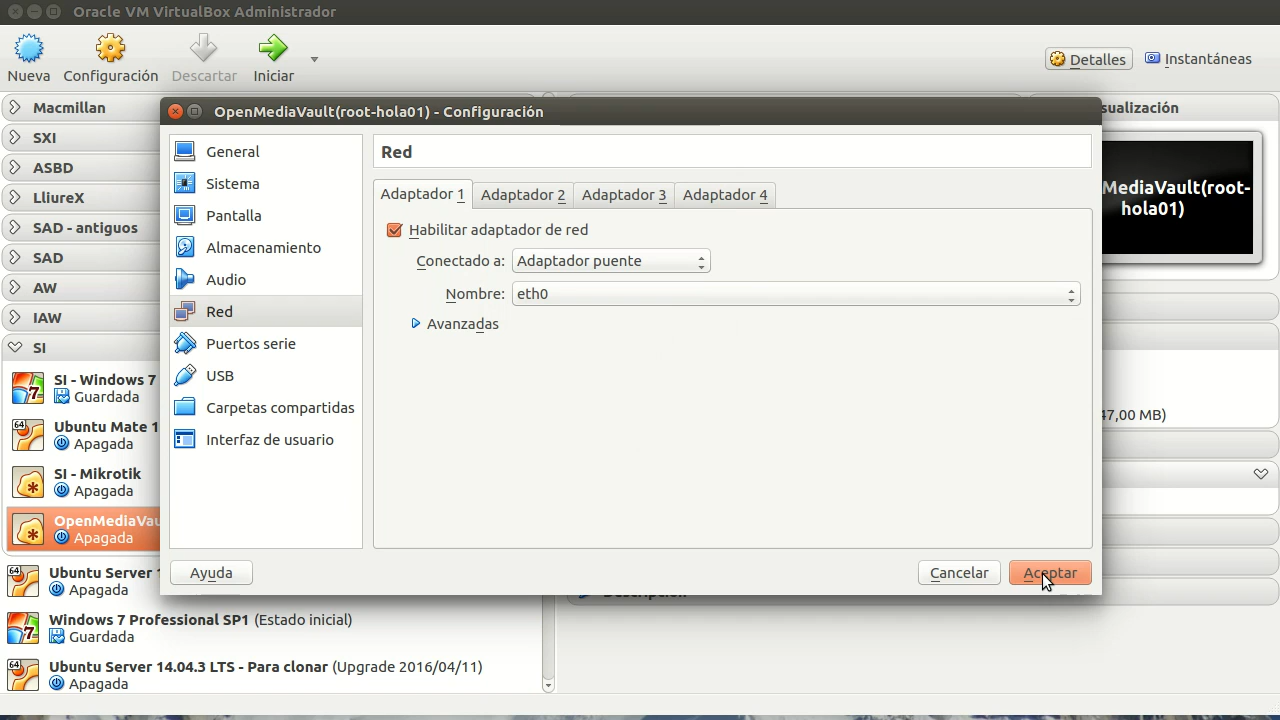 Oracle VM VirtualBox Administrador
Nueva
Configuración
Descartar
Iniciar
Detalles
Instantáneas
Macmillan
SXI
ASBD
LliureX
SAD - antiguos
SAD
AW
IAW
SI
SI - Windows 7
Guardada
Ubuntu Mate 1
Apagada
SI - Mikrotik
Apagada
OpenMediaVau
Apagada
Ubuntu Server 1
Apagada
Windows 7 Professional SP1 (Estado inicial)
Guardada
Ubuntu Server 14.04.3 LTS - Para clonar (Upgrade 2016/04/11)
Apagada
OpenMediaVault(root-hola01) - Configuración
General
Sistema
Pantalla
Almacenamiento
Audio
Red
Puertos serie
USB
Carpetas compartidas
Interfaz de usuario
Red
Adaptador 1
Adaptador 2
Adaptador 3
Adaptador 4
Habilitar adaptador de red
Conectado a: Adaptador puente
Nombre: eth0
Avanzadas
Ayuda
Cancelar
Aceptar
sualización
MediaVault(root-
hola01)
47,00 MB)